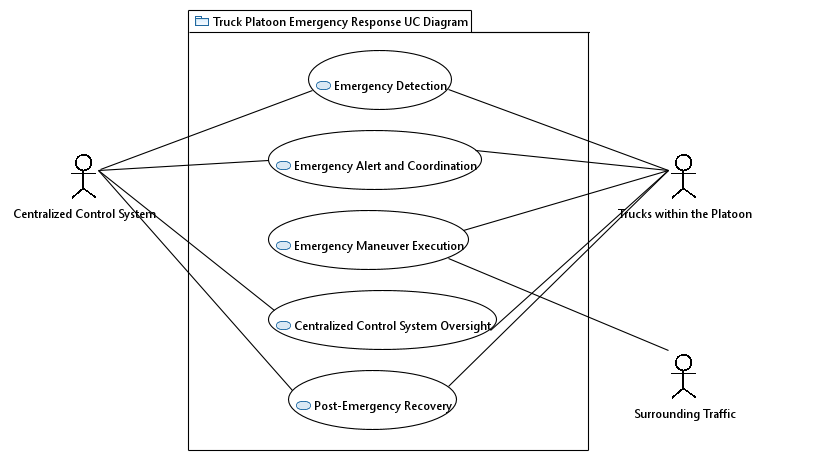 Truck Platoon Emergency Response UC Diagram
Emergency Detection
Emergency Alert and Coordination
Centralized Control System
Trucks within the Platoon
Emergency Maneuver Execution
Centralized Control System Oversight
Post-Emergency Recovery
Surrounding Traffic